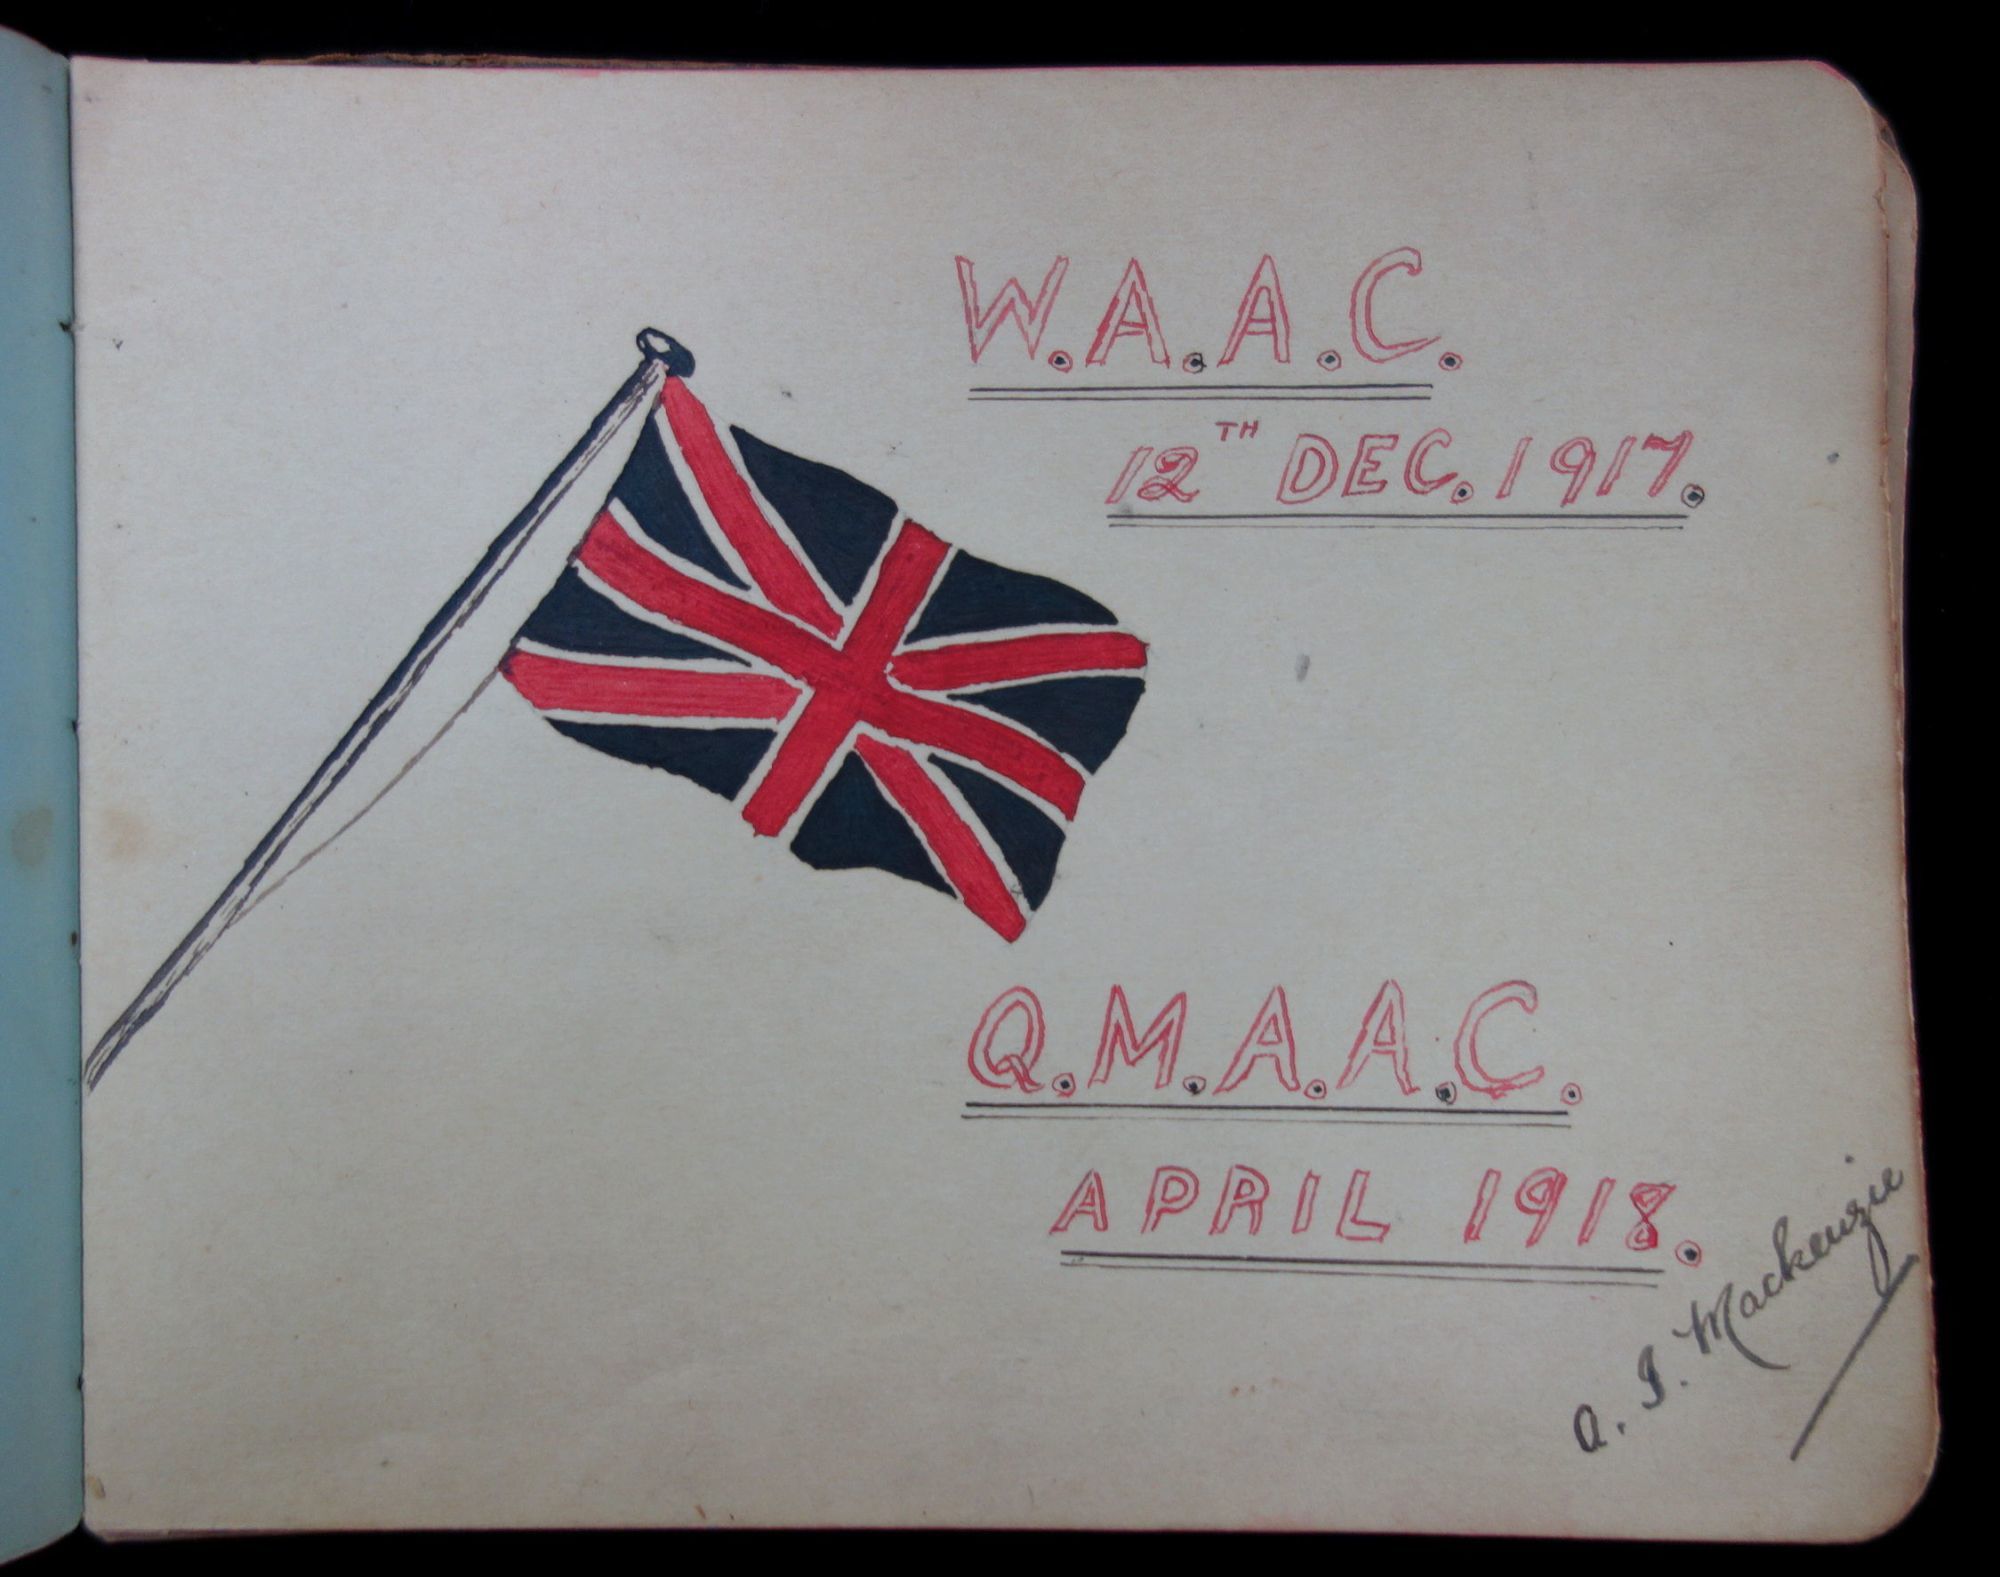 W.A.A.C.
12TH DEC. 1917.
Q.M.A.A.C.
APRIL 1918.
A. I. Mackenzie